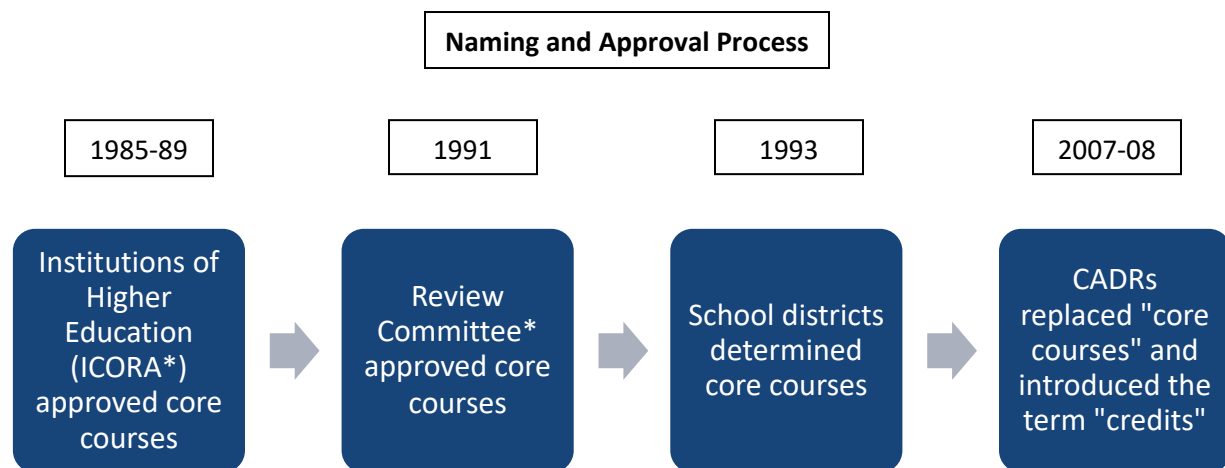 Naming and Approval Process
1985-89
1991
1993
2007-08
Institutions of
Higher
Education
(ICORA*)
approved core
courses
Review
Committee*
approved core
courses
School districts
determined
core courses
CADRs
replaced "core
courses" and
introduced the
term "credits"